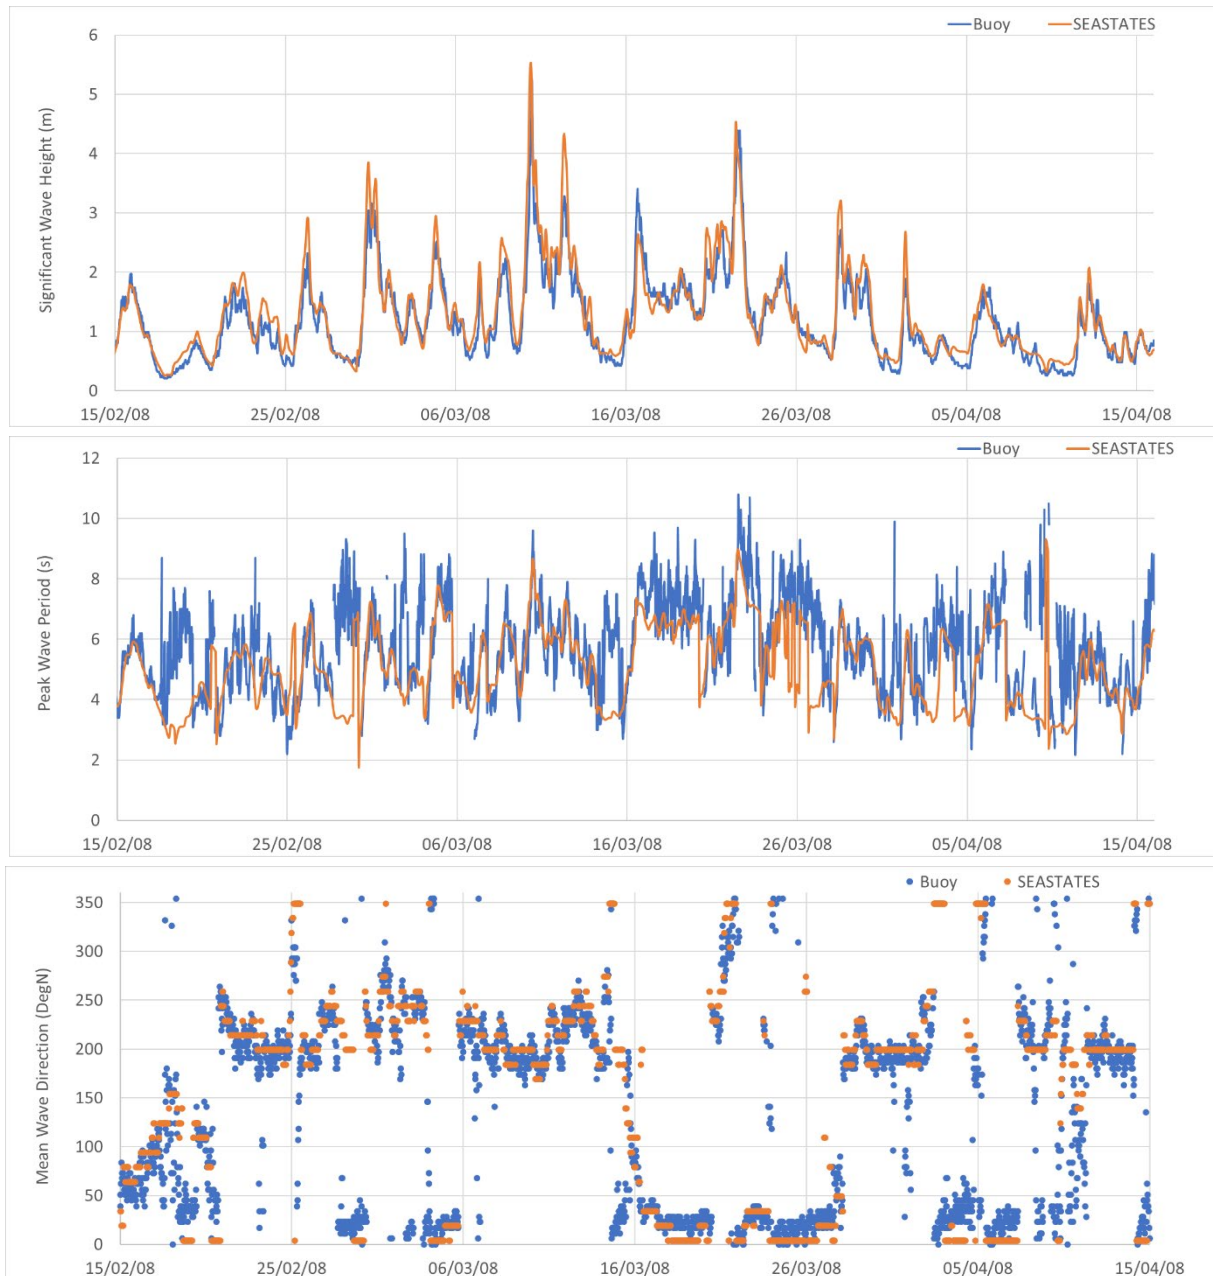 Buoy SEASTATES
Significant Wave Height (m)
6
5
4
3
2
1
0
15/02/08 25/02/08 06/03/08 16/03/08 26/03/08 05/04/08 15/04/08
Buoy SEASTATES
Peak Wave Period (s)
12
10
8
6
4
2
0
15/02/08 25/02/08 06/03/08 16/03/08 26/03/08 05/04/08 15/04/08
Buoy SEASTATES
Mean Wave Direction (DegN)
350
300
250
200
150
100
50
0
15/02/08 25/02/08 06/03/08 16/03/08 26/03/08 05/04/08 15/04/08